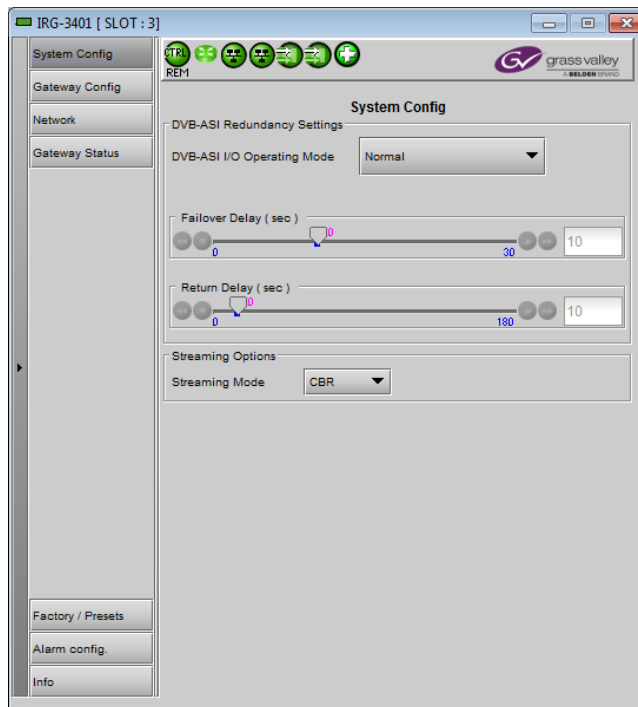 IRG-3401 [ SLOT : 3]
System Config
Gateway Config
Network
Gateway Status
Factory / Presets
Alarm config.
Info
CTRL
REM
GV grass valley
A BELDEN BRAND
System Config
DVB-ASI Redundancy Settings
DVB-ASI I/O Operating Mode Normal
Failover Delay ( sec )
0
0 30 10
Return Delay ( sec )
0
0 180 10
Streaming Options
Streaming Mode CBR